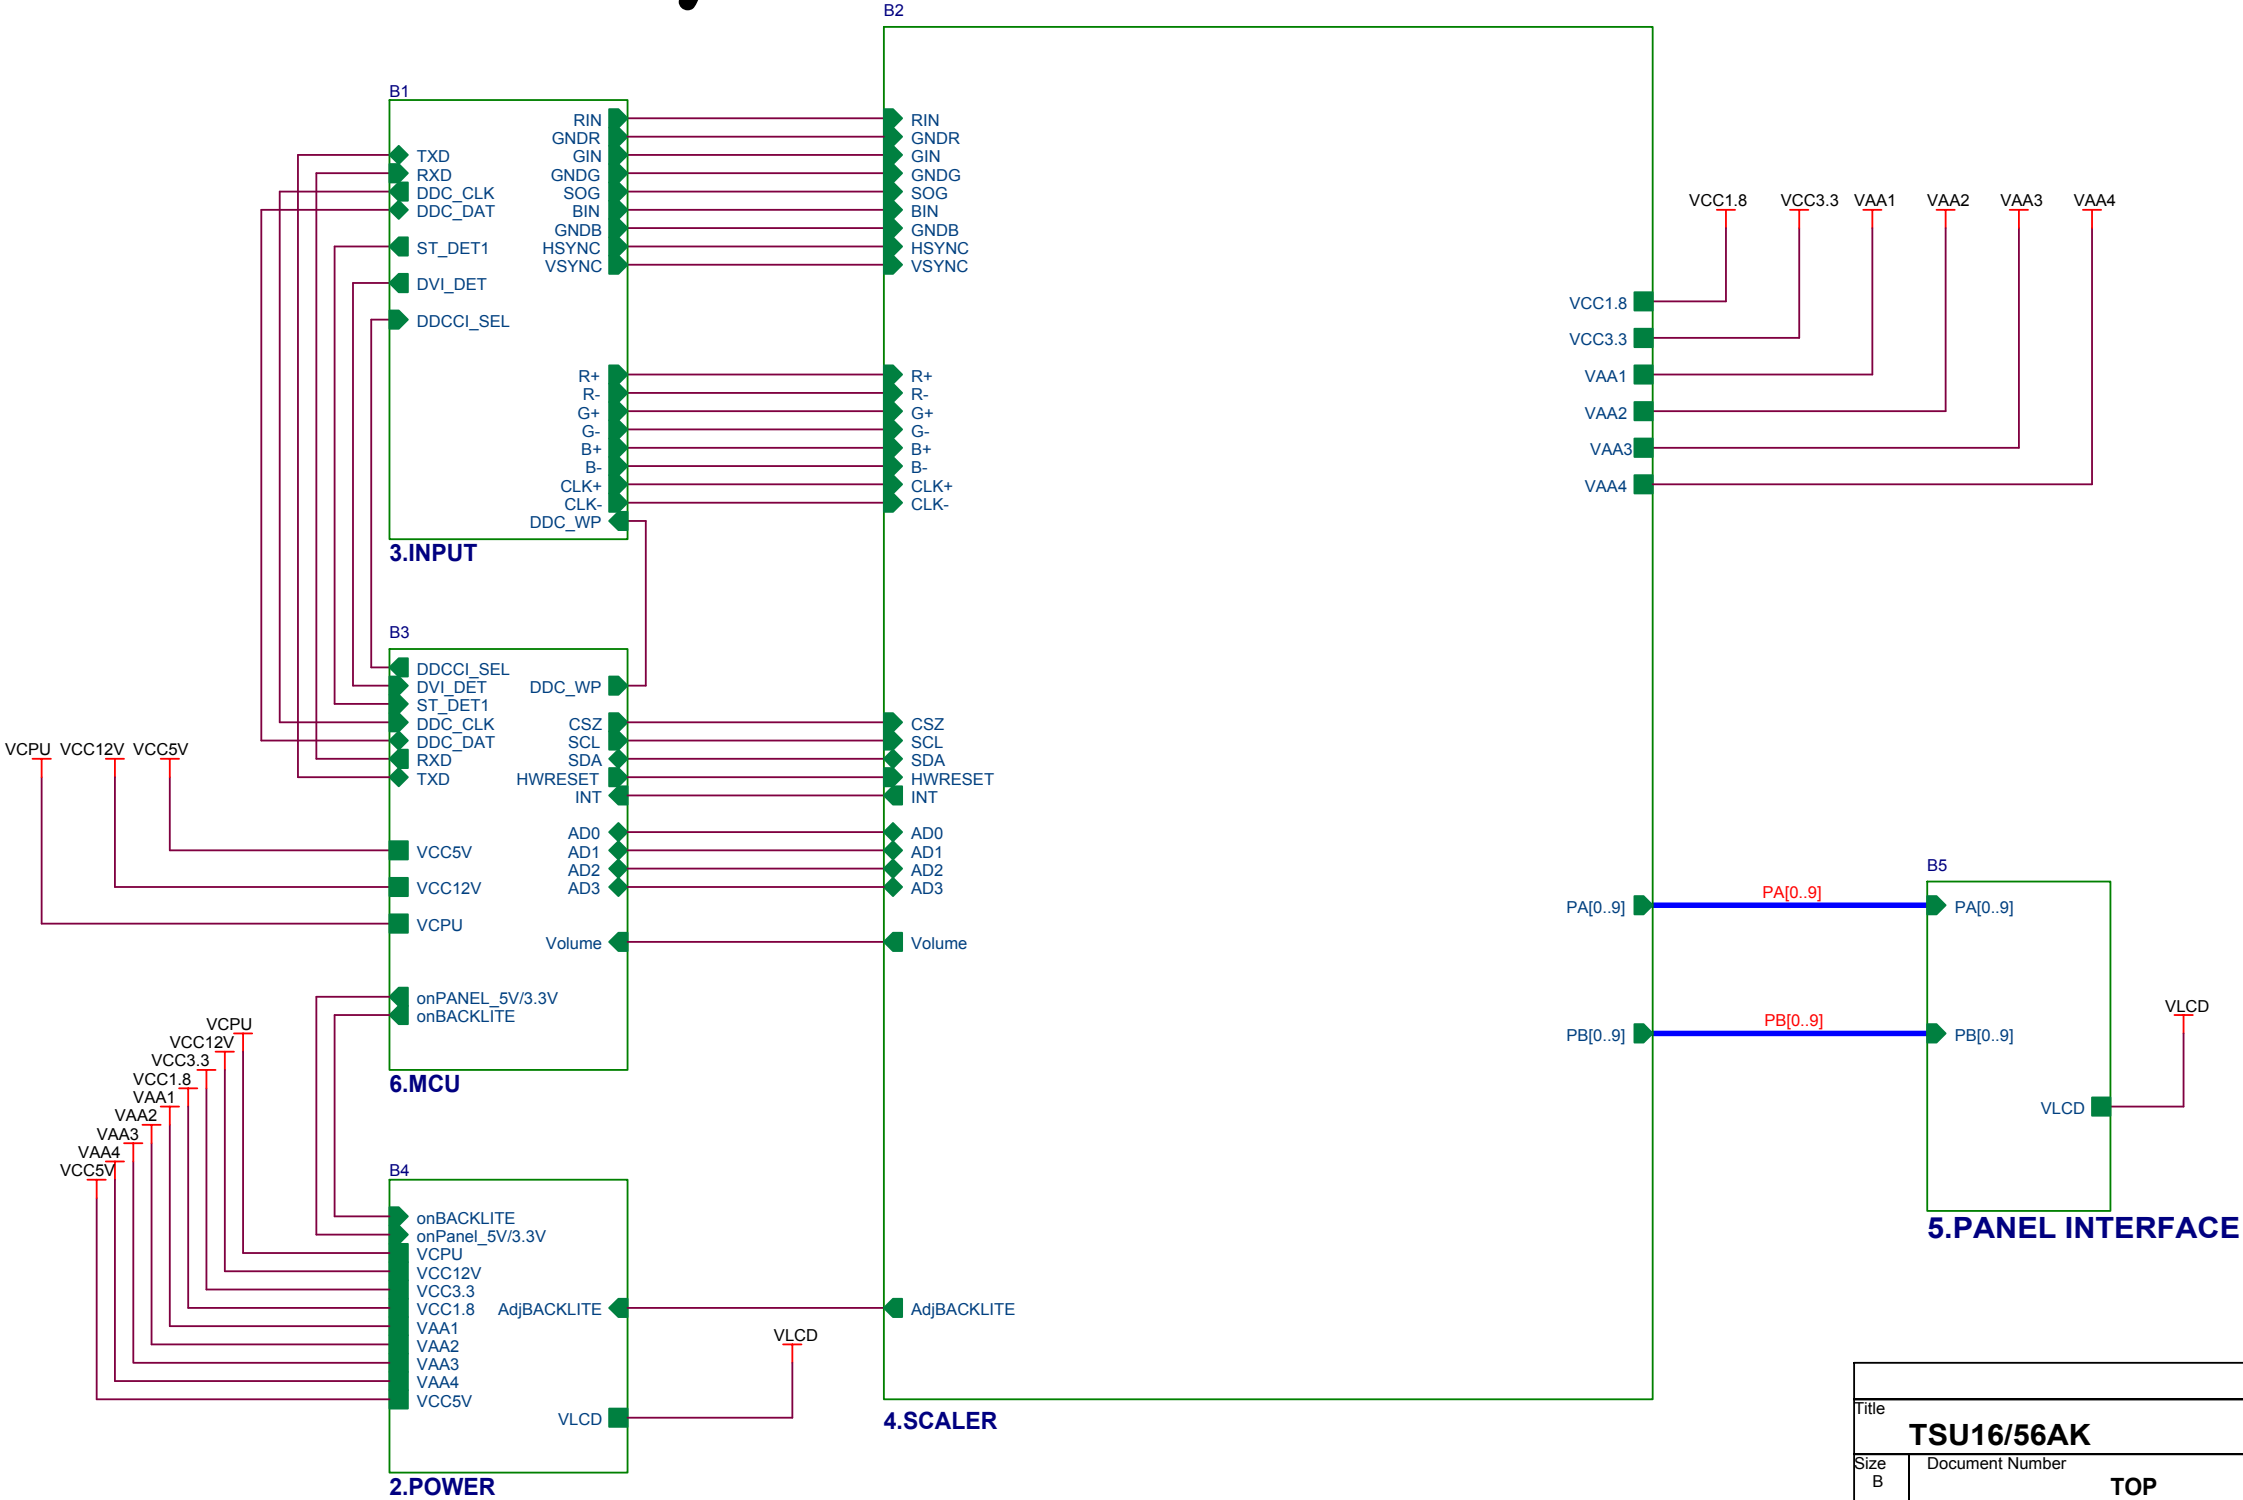 B2
B1
RIN
GNDR
GIN
GNDG
SOG
BIN
GNDB
HSYNC
VSYNC
TXD
RXD
DDC_CLK
DDC_DAT
ST_DET1
DVI_DET
DDCCI_SEL
R+
R-
G+
G-
B+
B-
CLK+
CLK-
DDC_WP
3.INPUT
RIN
GNDR
GIN
GNDG
SOG
BIN
GNDB
HSYNC
VSYNC
R+
R-
G+
G-
B+
B-
CLK+
CLK-
VCC1.8 VCC3.3 VAA1 VAA2 VAA3 VAA4
VCC1.8
VCC3.3
VAA1
VAA2
VAA3
VAA4
B3
DDCCI_SEL
DVI_DET
ST_DET1
DDC_CLK
DDC_DAT
RXD
TXD
DDC_WP
CSZ
SCL
SDA
HWRESET
INT
AD0
AD1
AD2
AD3
Volume
VCPU VCC12V VCC5V
VCC5V
VCC12V
VCPU
onPANEL_5V/3.3V
onBACKLITE
6.MCU
CSZ
SCL
SDA
HWRESET
INT
AD0
AD1
AD2
AD3
Volume
PA[0..9]
PA[0..9]
PB[0..9]
PB[0..9]
B5
PA[0..9]
PB[0..9]
VLCD
VLCD
5.PANEL INTERFACE
VCPU
VCC12V
VCC3.3
VCC1.8
VAA1
VAA2
VAA3
VAA4
VCC5V
B4
onBACKLITE
onPanel_5V/3.3V
VCPU
VCC12V
VCC3.3
VCC1.8
VAA1
VAA2
VAA3
VAA4
VCC5V
AdjBACKLITE
VLCD
VLCD
2.POWER
AdjBACKLITE
4.SCALER
Title
TSU16/56AK
Size
B
Document Number
TOP